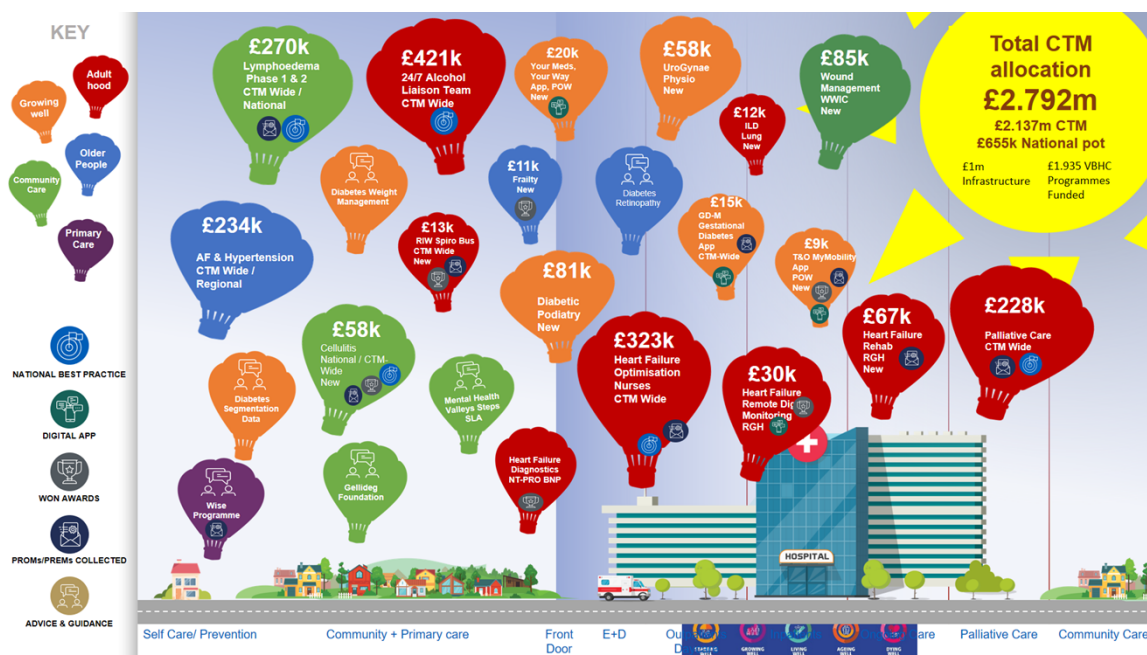 KEY
Growing
well
Adult
hood
Older
People
Community
Care
Primary
Care
NATIONAL BEST PRACTICE
DIGITAL APP
WON AWARDS
PROMs/PREMs COLLECTED
ADVICE & GUIDANCE
£270k
Lymphoedema
Phase 1 & 2
CTM Wide /
National
£421k
24/7 Alcohol
Liaison Team
CTM Wide
£20k
Your Meds,
Your Way
App, POW
New
£58k
UroGynae
Physio
New
£12k
ILD
Lung
New
£85k
Wound
Management
WWIC
New
Total CTM
allocation
£2.792m
£2.137m CTM
£655k National pot
£1m
Infrastructure
£1.935 VBHC
Programmes
Funded
Diabetes Weight
Management
£11k
Frailty
New
Diabetes
Retinopathy
£234k
AF & Hypertension
CTM Wide /
Regional
£13k
RIW Spiro Bus
CTM Wide
New
£81k
Diabetic
Podiatry
New
£15k
GD-M
Gestational
Diabetes
App
CTM-Wide
£9k
T&O MyMobility
App
POW
New
£58k
Cellulitis
National / CTM-
Wide
New
£323k
Heart Failure
Optimisation
Nurses
CTM Wide
£67k
Heart Failure
Rehab
RGH
New
£228k
Palliative Care
CTM Wide
Diabetes
Segmentation
Data
Mental Health
Valleys Steps
SLA
£30k
Heart Failure
Remote Dig
Monitoring
RGH
Wise
Programme
Gellideg
Foundation
Heart Failure
Diagnostics
NT-PRO BNP
HOSPITAL
Self Care/ Prevention
Community + Primary care
Front
Door
E+D
Palliative Care
Community Care
GROWING
WELL
LIVING
WELL
AGEING
WELL
DYING
WELL